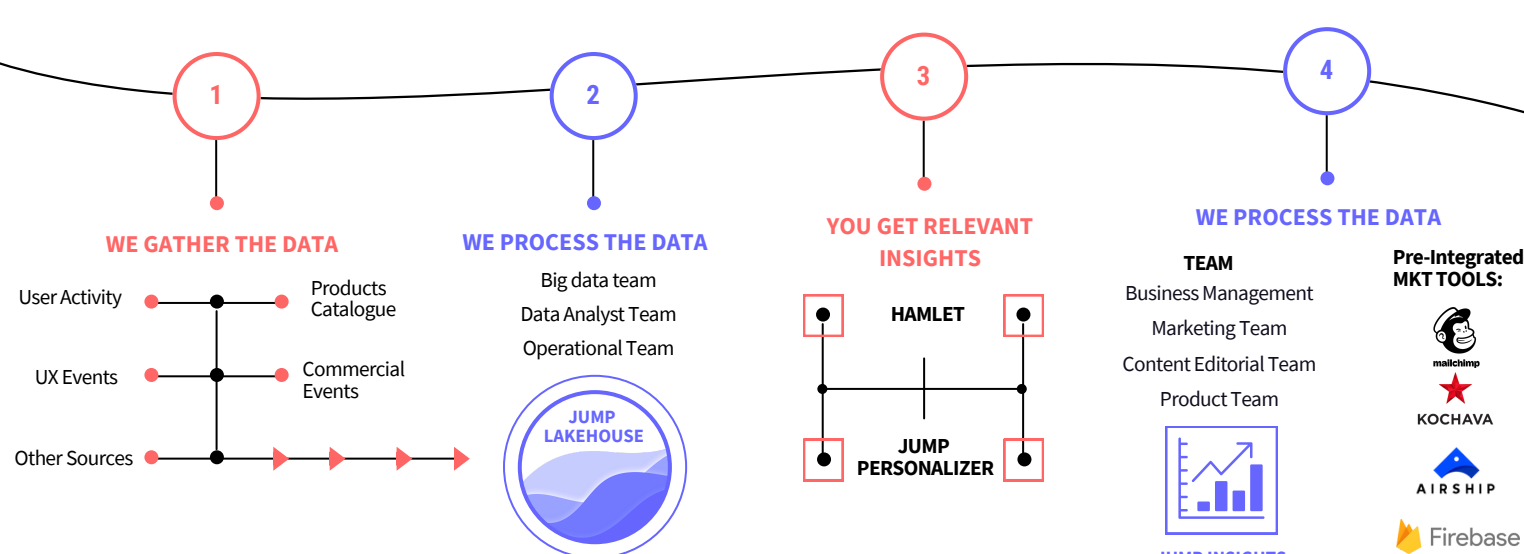 1
WE GATHER THE DATA
User Activity
Products
Catalogue
UX Events
Commercial
Events
Other Sources
2
WE PROCESS THE DATA
Big data team
Data Analyst Team
Operational Team
JUMP
LAKEHOUSE
3
YOU GET RELEVANT
INSIGHTS
HAMLET
JUMP
PERSONALIZER
4
WE PROCESS THE DATA
TEAM
Business Management
Marketing Team
Content Editorial Team
Product Team
JUMP INSIGHTS
Pre-Integrated
MKT TOOLS:
mailchimp
KOCHAVA
AIRSHIP
Firebase